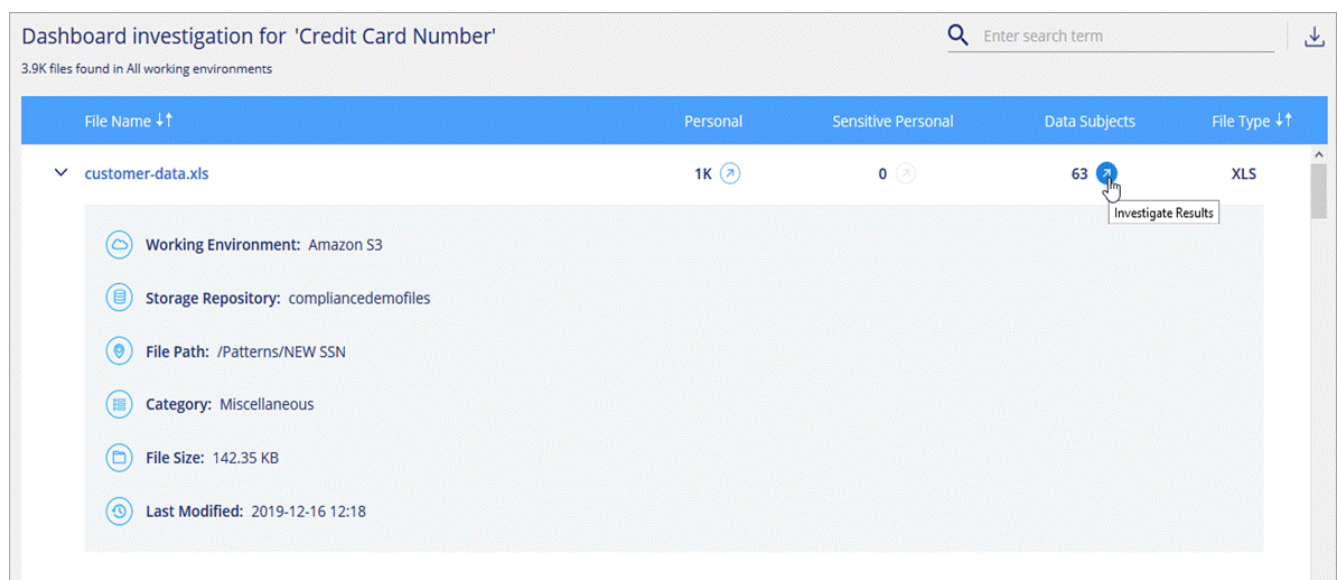 Dashboard investigation for 'Credit Card Number'
Enter search term
3.9K files found in All working environments
File Name Personal Sensitive Personal Data Subjects File Type
customer-data.xls 1K 0 63 XLS
Investigate Results
Working Environment: Amazon S3
Storage Repository: compliancedemofiles
File Path: /Patterns/NEW SSN
Category: Miscellaneous
File Size: 142.35 KB
Last Modified: 2019-12-16 12:18